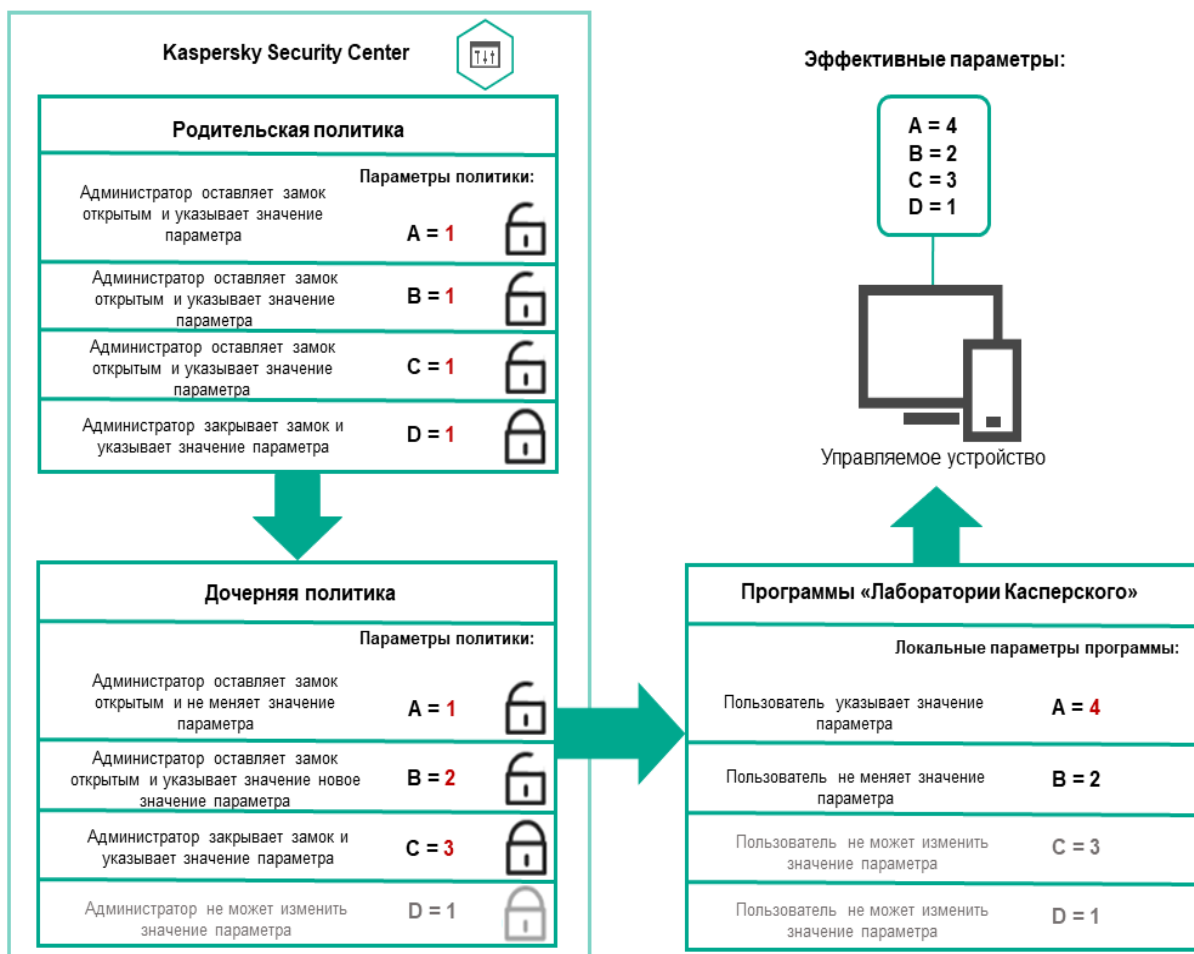 Kaspersky Security Center
Родительская политика
Параметры политики:
Администратор оставляет замок
открытым и указывает значение
параметра
A = 1
Администратор оставляет замок
открытым и указывает значение
параметра
B = 1
Администратор оставляет замок
открытым и указывает значение
параметра
C = 1
Администратор закрывает замок и
указывает значение параметра
D = 1
Дочерняя политика
Параметры политики:
Администратор оставляет замок
открытым и не меняет значение
параметра
A = 1
Администратор оставляет замок
открытым и указывает значение новое
значение параметра
B = 2
Администратор закрывает замок и
указывает значение параметра
C = 3
Администратор не может изменить
значение параметра
D = 1
Эффективные параметры:
A = 4
B = 2
C = 3
D = 1
Управляемое устройство
Программы «Лаборатории Касперского»
Локальные параметры программы:
Пользователь указывает значение
параметра
A = 4
Пользователь не меняет значение
параметра
B = 2
Пользователь не может изменить
значение параметра
C = 3
Пользователь не может изменить
значение параметра
D = 1